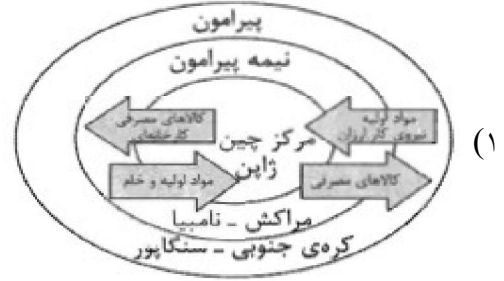 پیرامون
نیمه پیرامون
مواد اولیه
نیروی کار ارزان
کالاهای مصرفی
کارخانه‌ای
مرکز چین
ژاپن
(۱
مواد اولیه و خام
کالاهای مصرفی
مراکش ـ نامبیا
کره‌ی جنوبی ـ سنگاپور